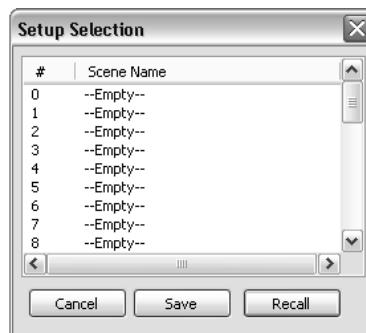 Setup Selection
# Scene Name
0 --Empty--
1 --Empty--
2 --Empty--
3 --Empty--
4 --Empty--
5 --Empty--
6 --Empty--
7 --Empty--
8 --Empty--
Cancel Save Recall